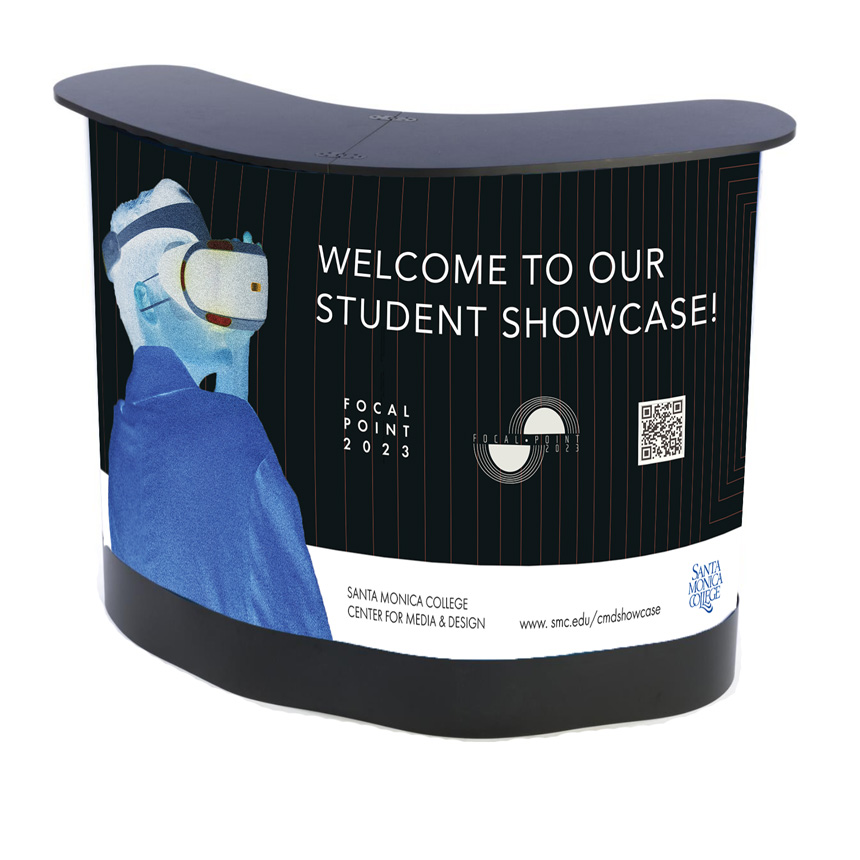 WELCOME TO OUR
STUDENT SHOWCASE!
FOCAL
POINT
2023
FOCAL • POINT
2023
SANTA MONICA COLLEGE
CENTER FOR MEDIA & DESIGN
www. smc.edu/cmdshowcase
SANTA
MONICA
COLLEGE